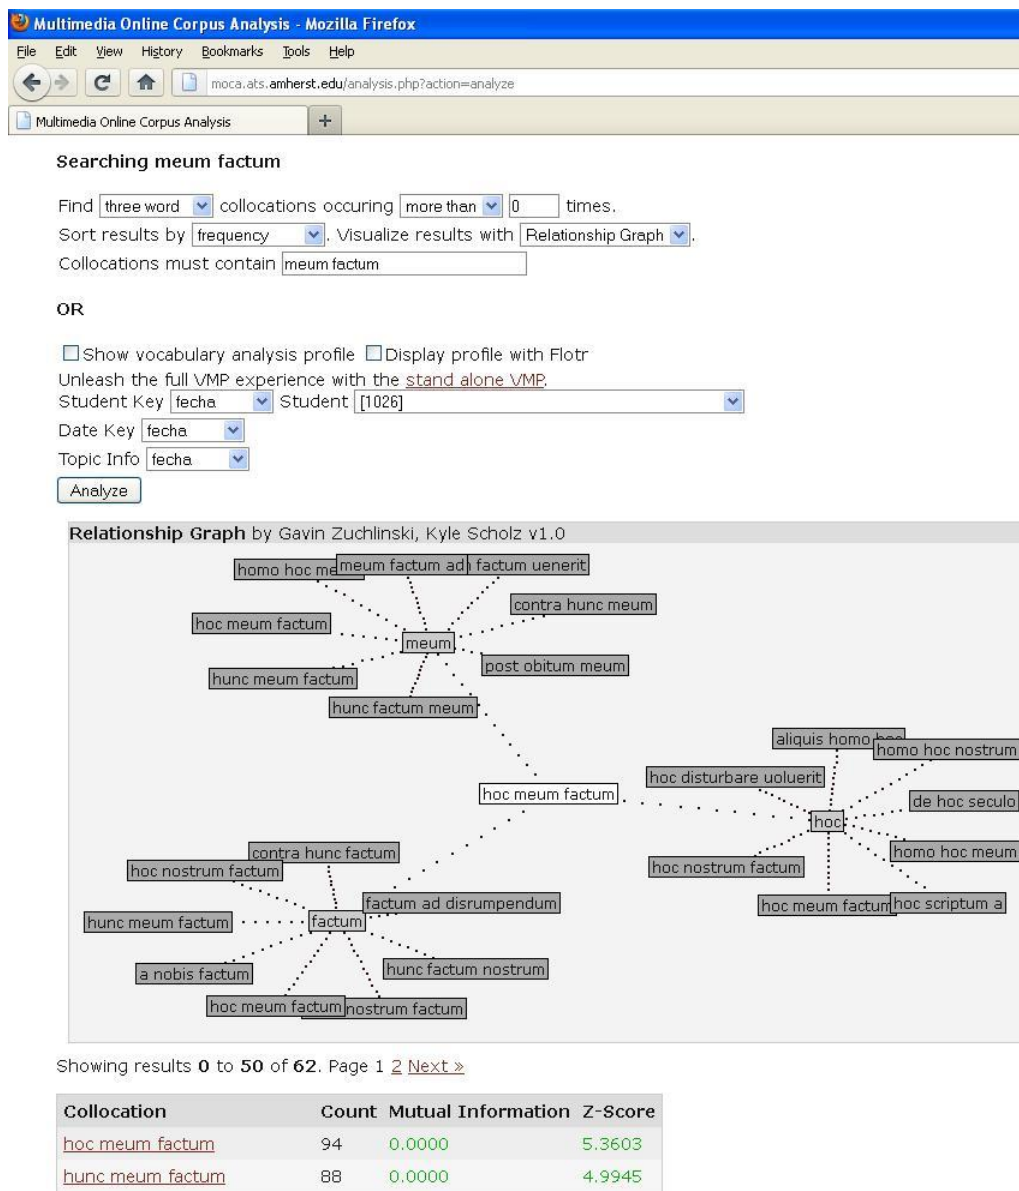 Multimedia Online Corpus Analysis - Mozilla Firefox
File Edit View History Bookmarks Tools Help
moca.ats.amherst.edu/analysis.php?action=analyze
Multimedia Online Corpus Analysis +
Searching meum factum
Find three word collocations occuring more than 0 times.
Sort results by frequency. Visualize results with Relationship Graph.
Collocations must contain meum factum
OR
Show vocabulary analysis profile Display profile with Flotr
Unleash the full VMP experience with the stand alone VMP.
Student Key fecha Student [1026]
Date Key fecha
Topic Info fecha
Analyze
Relationship Graph by Gavin Zuchlinski, Kyle Scholz v1.0
homo hoc meum factum ad factum uenerit
contra hunc meum
hoc meum factum
meum
post obitum meum
hunc meum factum
hunc factum meum
aliquis homo
homo hoc nostrum
hoc disturbare uoluerit
hoc meum factum
de hoc seculo
hoc
contra hunc factum
homo hoc meum
hoc nostrum factum
hoc nostrum factum
factum ad disrumpendum
hoc meum factum
hoc scriptum a
hunc meum factum
factum
a nobis factum
hunc factum nostrum
hoc meum factum
nostrum factum
Showing results 0 to 50 of 62. Page 1 2 Next »
Collocation Count Mutual Information Z-Score
hoc meum factum 94 0.0000 5.3603
hunc meum factum 88 0.0000 4.9945